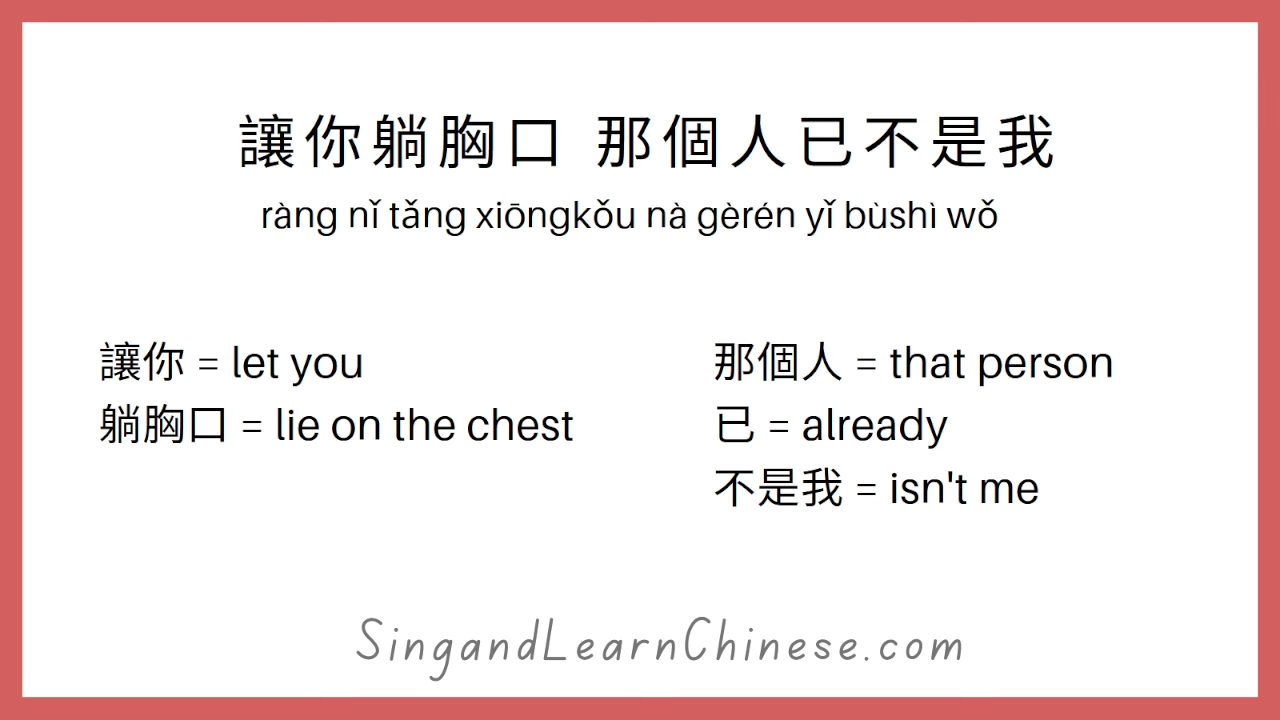 讓你躺胸口 那個人已不是我
ràng nǐ tǎng xiōngkǒu nà gèrén yǐ bùshì wǒ
讓你 = let you
躺胸口 = lie on the chest
那個人 = that person
已 = already
不是我 = isn't me
SingandLearnChinese.com